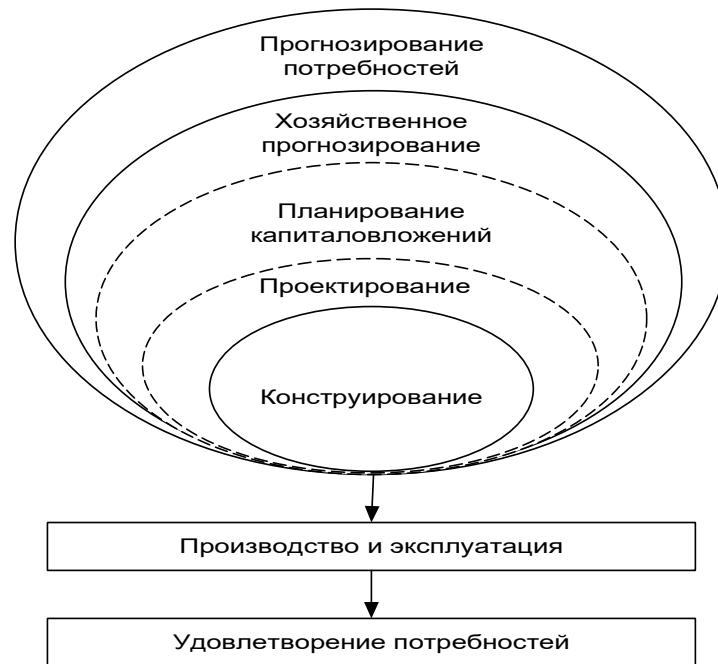 Прогнозирование
потребностей
Хозяйственное
прогнозирование
Планирование
капиталовложений
Проектирование
Конструирование
Производство и эксплуатация
Удовлетворение потребностей